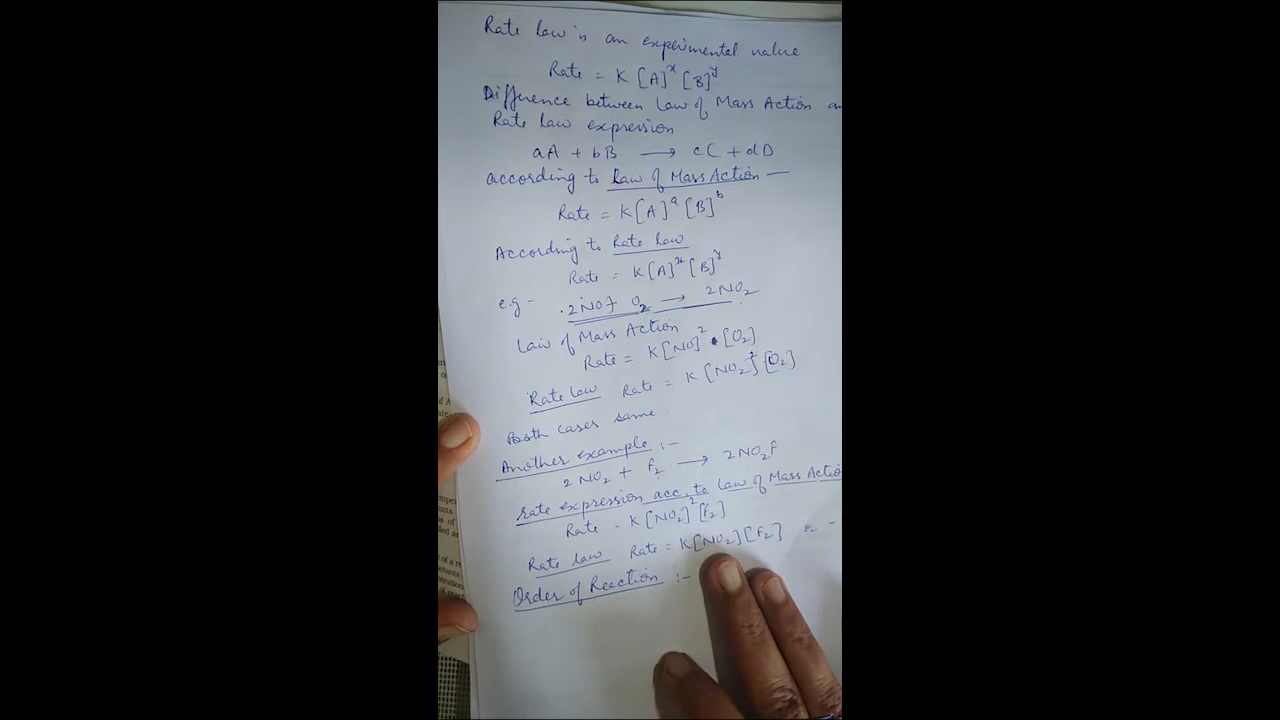 Rate law is an experimental value
Rate = K [A]ˣ [B]ʸ
Difference between Law of Mass Action
Rate law expression
aA + bB → cC + dD
according to Law of Mass Action —
Rate = K[A]ᵃ [B]ᵇ
According to Rate law
Rate = K[A]ˣ [B]ʸ
e.g - 2NO + O₂ → 2NO₂
Law of Mass Action
Rate = K[NO]² · [O₂]
Rate law Rate = K [NO₂]² [O₂]
Both cases same.
Another example :-
2NO₂ + F₂ → 2NO₂F
rate expression acc. to Law of Mass Actio
Rate = K[NO₂]² [F₂]
Rate law Rate = K[NO₂] [F₂]
Order of Reaction :-